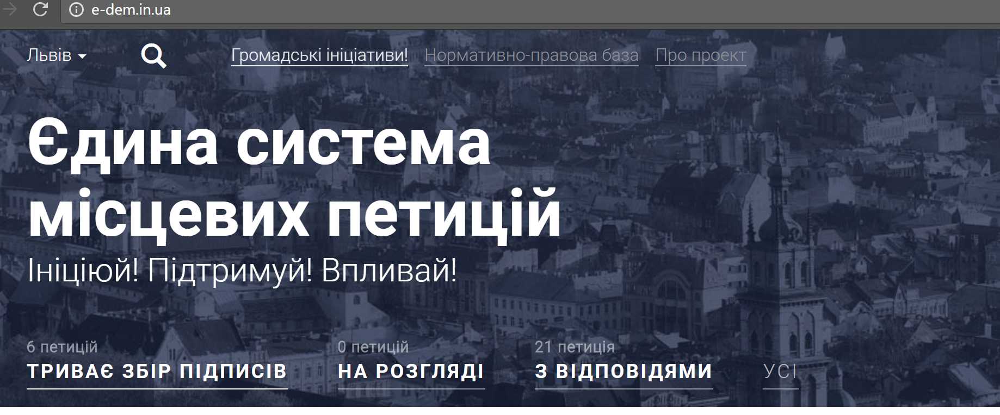 e-dem.in.ua
Львів
Громадські ініціативи! Нормативно-правова база Про проект
Єдина система
місцевих петицій
Ініціюй! Підтримуй! Впливай!
6 петицій
ТРИВАЄ ЗБІР ПІДПИСІВ
0 петицій
НА РОЗГЛЯДІ
21 петиція
З ВІДПОВІДЯМИ
УСІ